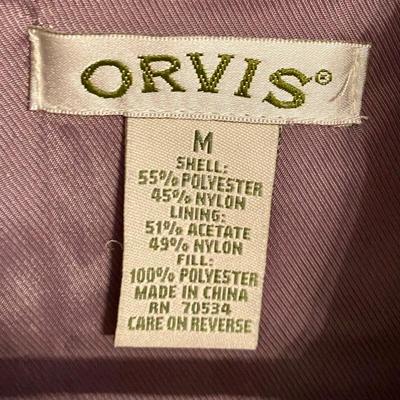 ORVIS®
M
SHELL:
55% POLYESTER
45% NYLON
LINING:
51% ACETATE
49% NYLON
FILL:
100% POLYESTER
MADE IN CHINA
RN 70534
CARE ON REVERSE